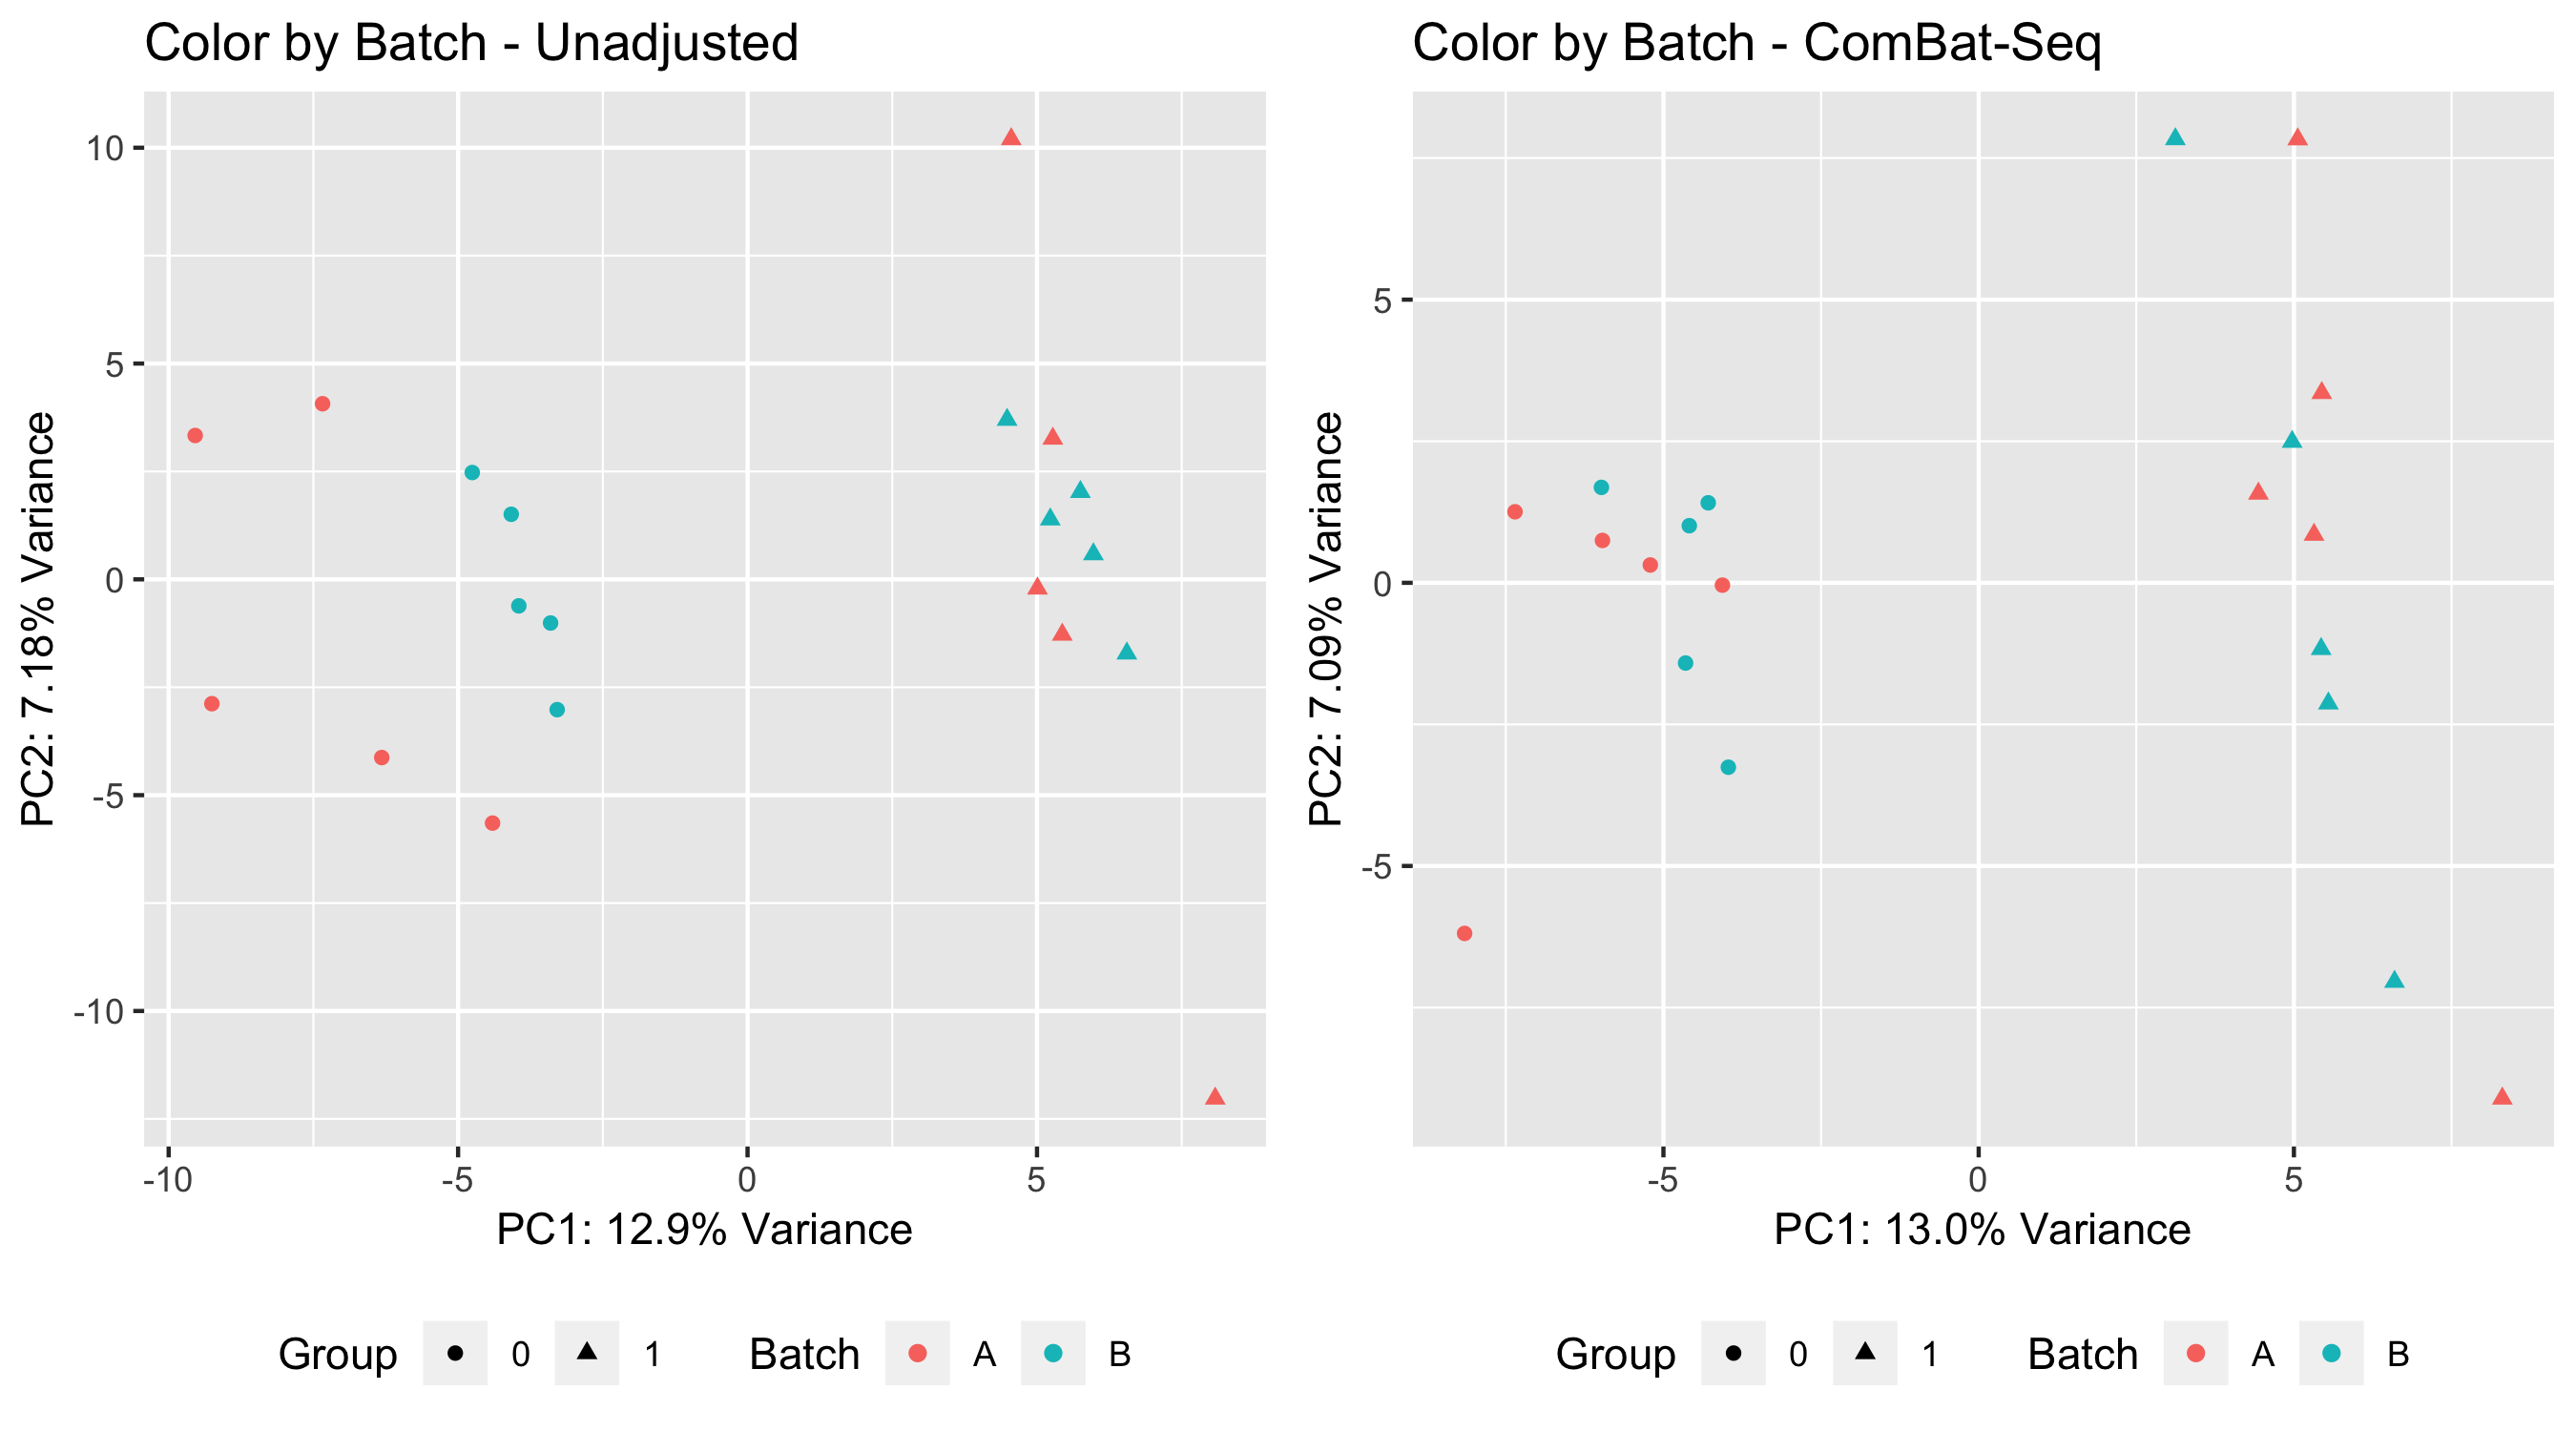 Color by Batch - Unadjusted
10
5
0
-5
-10
PC2: 7.18% Variance
-10 -5 0 5
PC1: 12.9% Variance
Group 0 1 Batch A B
Color by Batch - ComBat-Seq
5
0
-5
PC2: 7.09% Variance
-5 0 5
PC1: 13.0% Variance
Group 0 1 Batch A B